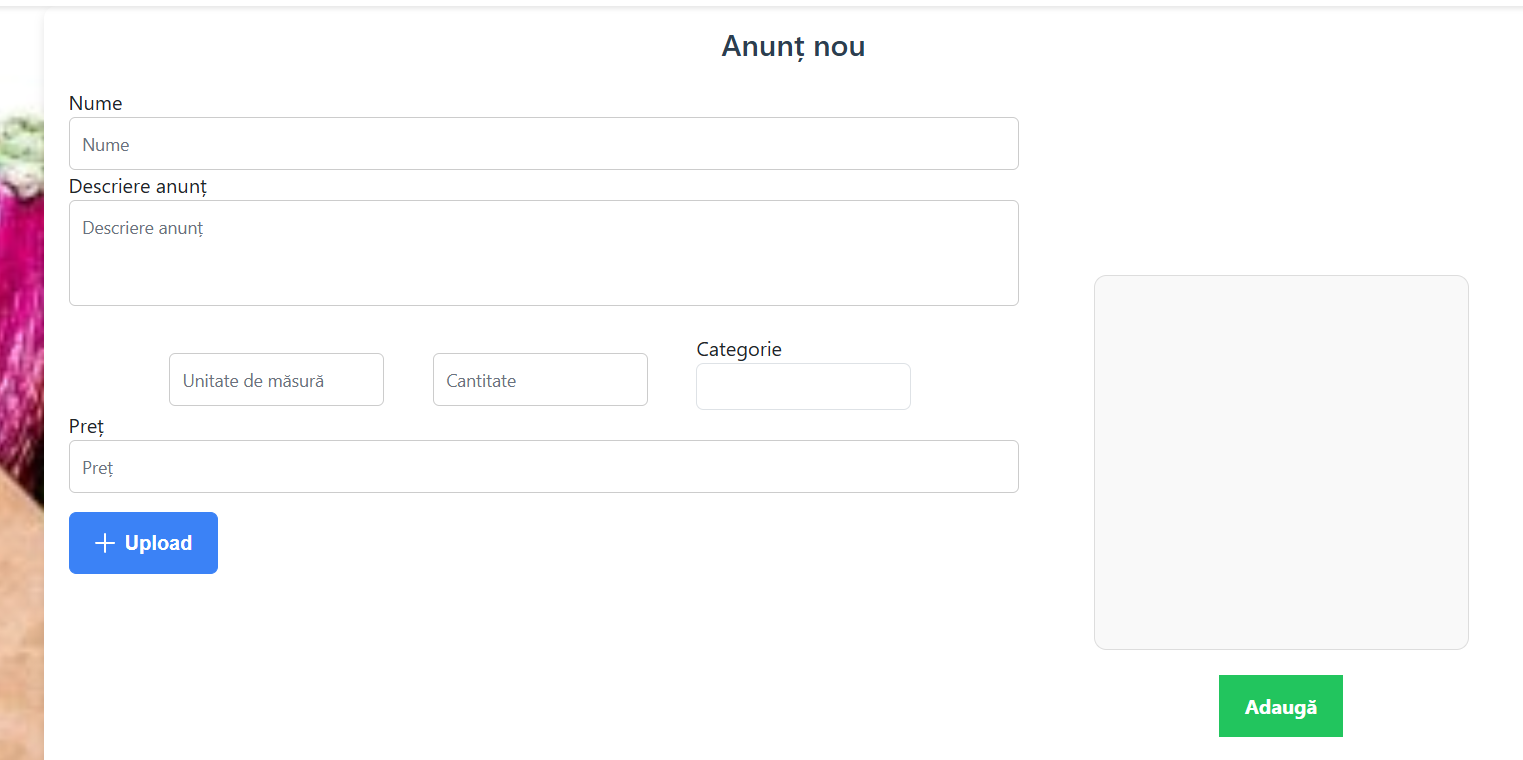 Anunț nou
Nume
Nume
Descriere anunț
Descriere anunț
Categorie
Unitate de măsură
Cantitate
Preț
Preț
Upload
Adaugă